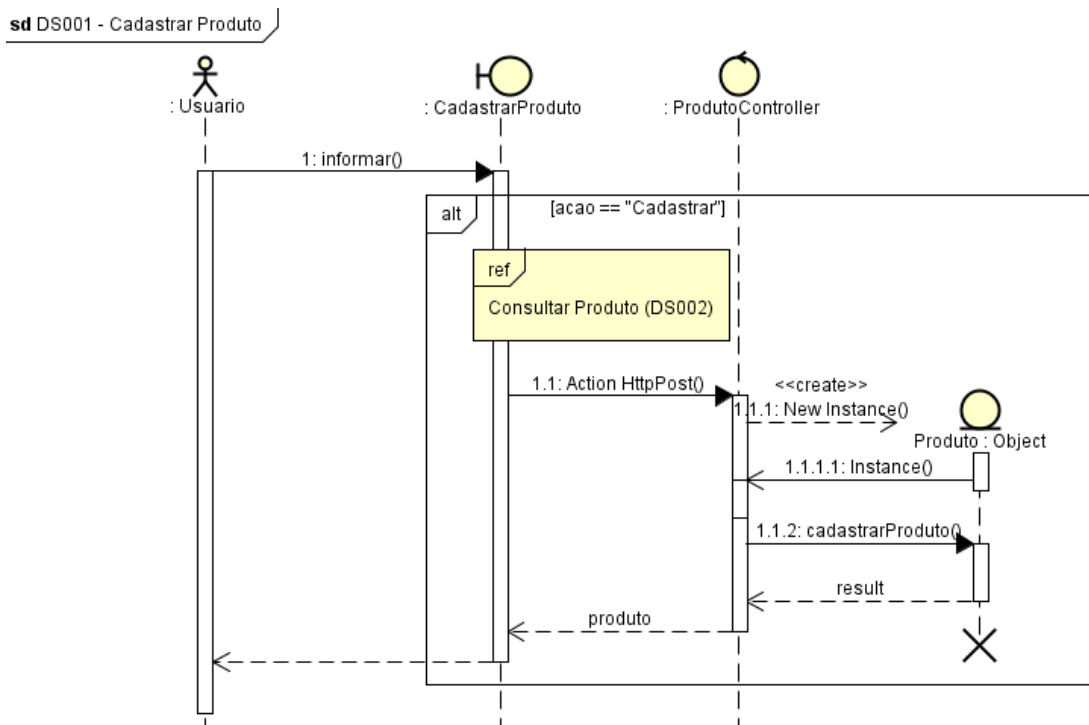 sd DS001 - Cadastrar Produto
: Usuario
: CadastrarProduto
: ProdutoController
1: informar()
alt
[acao == "Cadastrar"]
ref
Consultar Produto (DS002)
1.1: Action HttpPost()
<<create>>
1.1.1: New Instance()
Produto : Object
1.1.1.1: Instance()
1.1.2: cadastrarProduto()
result
produto